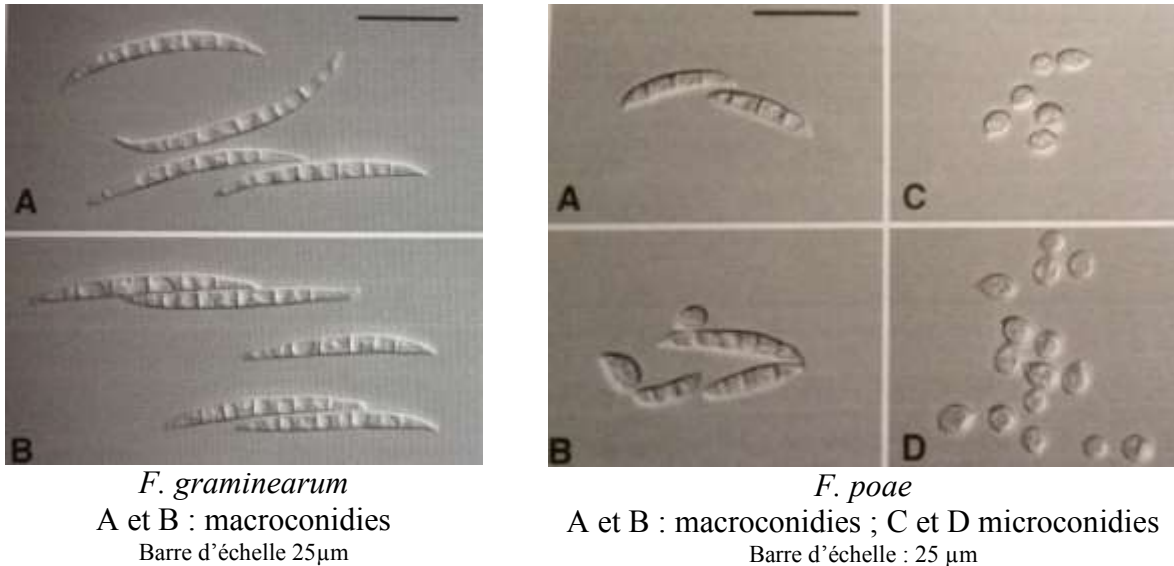 A
B
F. graminearum
A et B : macroconidies
Barre d’échelle 25µm
A
C
B
D
F. poae
A et B : macroconidies ; C et D microconidies
Barre d’échelle : 25 µm